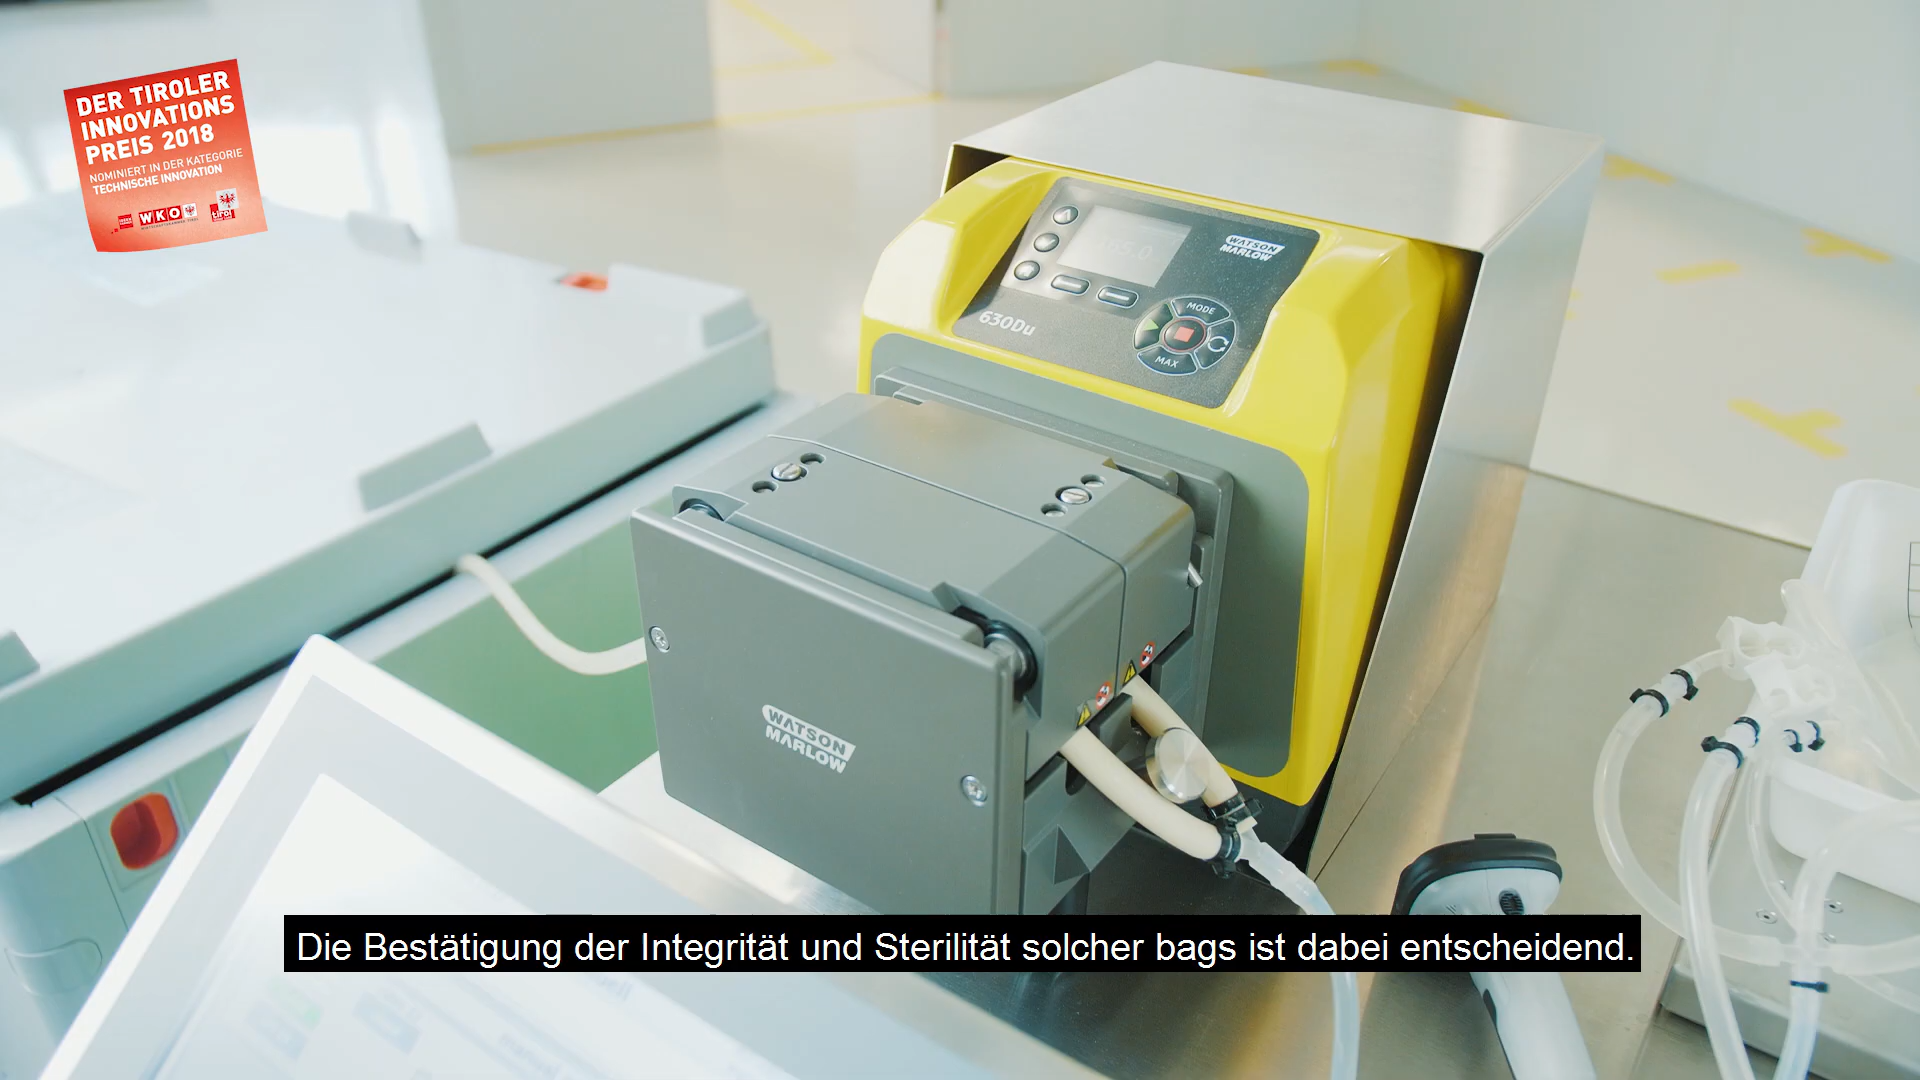 DER TIROLER
INNOVATIONS
PREIS 2018
NOMINIERT IN DER KATEGORIE
TECHNISCHE INNOVATION
WKO
tirol
WATSON
MARLOW
630Du
MODE
MAX
WATSON
MARLOW
Die Bestätigung der Integrität und Sterilität solcher bags ist dabei entscheidend.